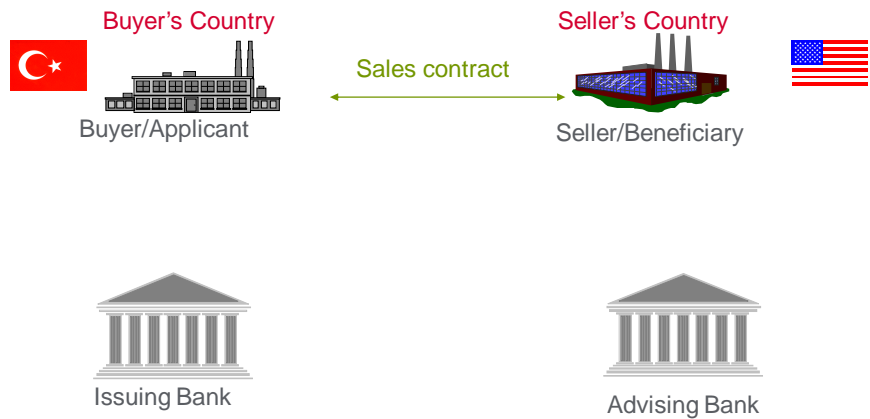 Buyer's Country
Seller's Country
Sales contract
Buyer/Applicant
Seller/Beneficiary
Issuing Bank
Advising Bank